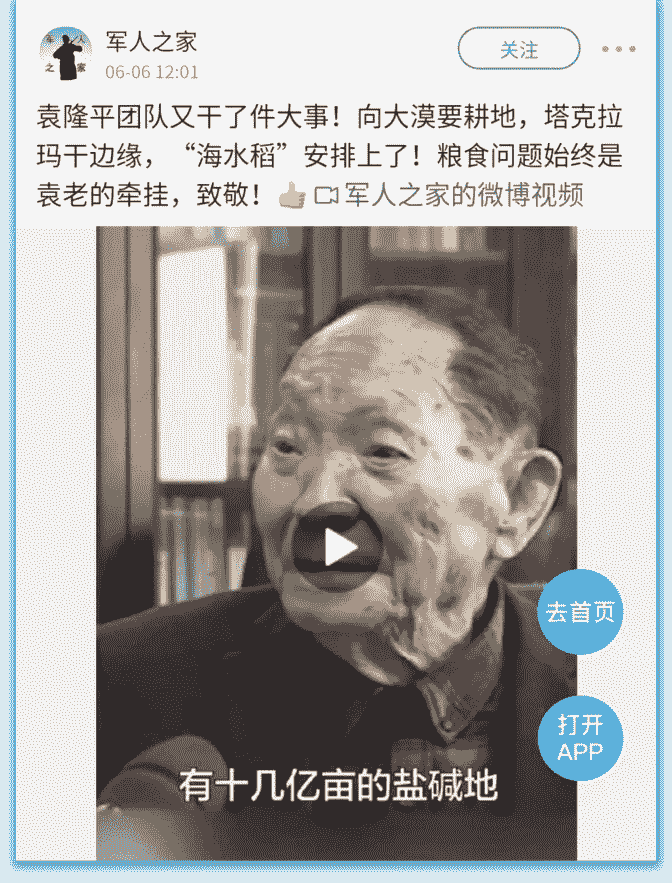 军人之家
06-06 12:01
关注
袁隆平团队又干了件大事！向大漠要耕地，塔克拉
玛干边缘，“海水稻”安排上了！粮食问题始终是
袁老的牵挂，致敬！军人之家的微博视频
去首页
打开
APP
有十几亿亩的盐碱地